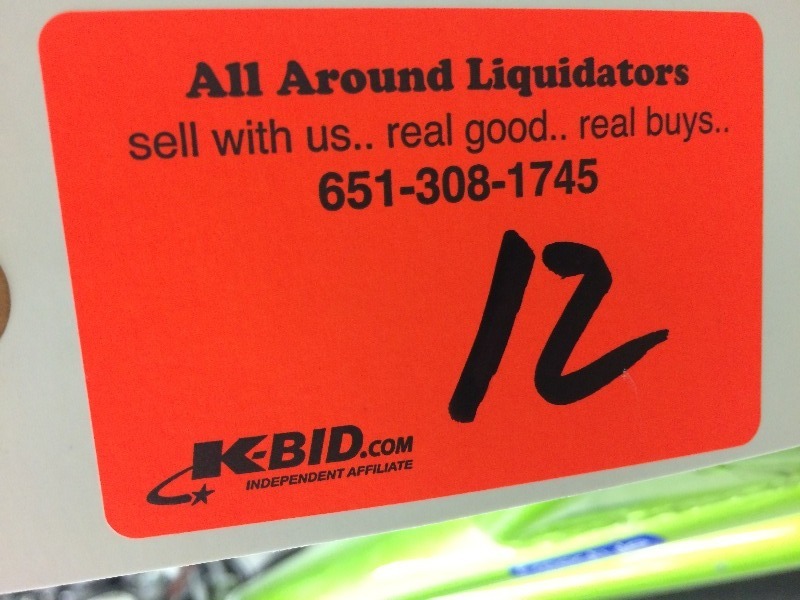 All Around Liquidators
sell with us.. real good.. real buys..
651-308-1745
12
K-BID.COM
INDEPENDENT AFFILIATE